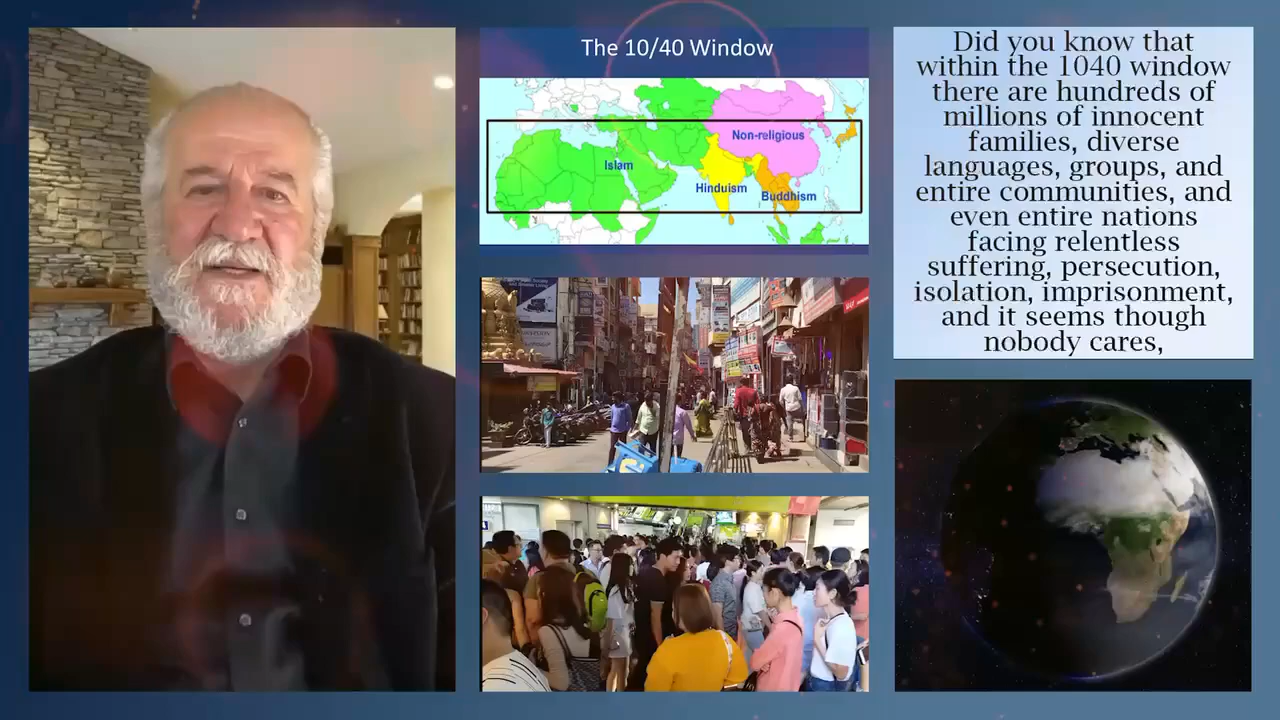 The 10/40 Window
Non-religious
Islam
Hinduism
Buddhism
Did you know that
within the 1040 window
there are hundreds of
millions of innocent
families, diverse
languages, groups, and
entire communities, and
even entire nations
facing relentless
suffering, persecution,
isolation, imprisonment,
and it seems though
nobody cares,